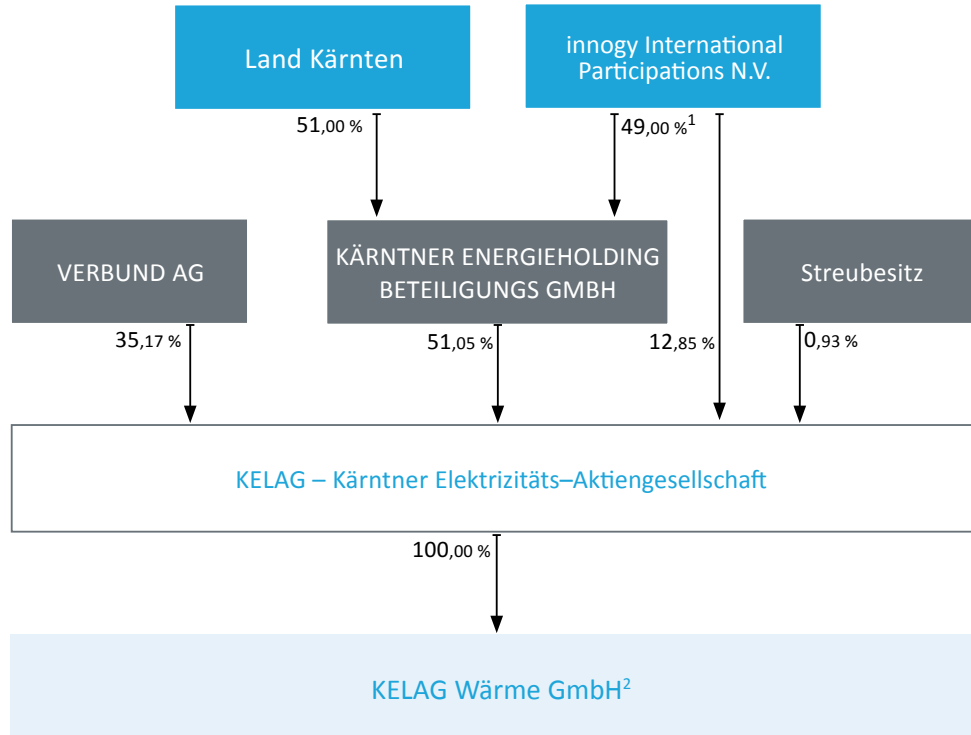 Land Kärnten
innogy International
Participations N.V.
51,00 %
49,00 %¹
VERBUND AG
KÄRNTNER ENERGIEHOLDING
BETEILIGUNGS GMBH
Streubesitz
35,17 %
51,05 %
12,85 %
0,93 %
KELAG – Kärntner Elektrizitäts–Aktiengesellschaft
100,00 %
KELAG Wärme GmbH²